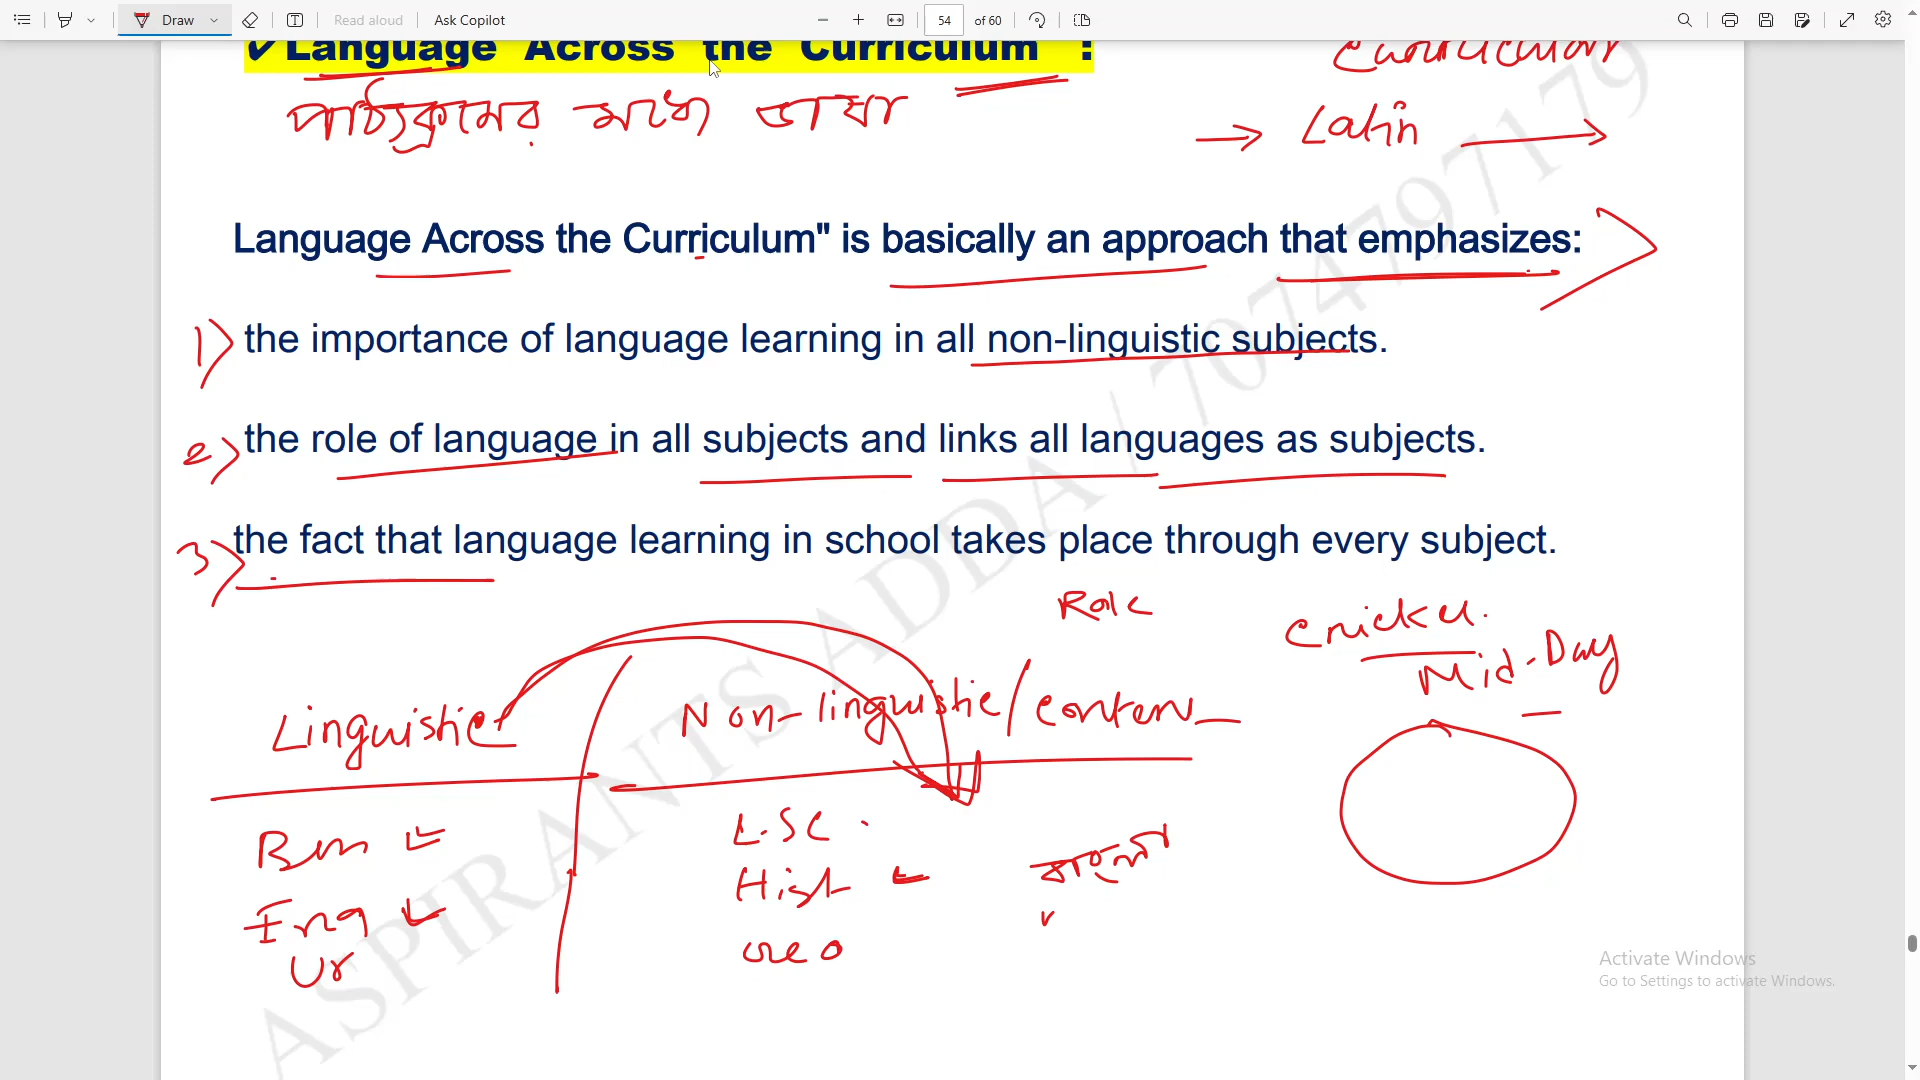 Draw
Read aloud
Ask Copilot
54 of 60
✔Language Across the Curriculum :
Curriculum
পাঠ্যক্রমের মধ্যে ভাষা
→ Latin
Language Across the Curriculum" is basically an approach that emphasizes:
1) the importance of language learning in all non-linguistic subjects.
2) the role of language in all subjects and links all languages as subjects.
3) the fact that language learning in school takes place through every subject.
Role
Cricket.
Mid-Day
Linguistic
Non-linguistic/content
Ben
L.SC.
Hist
Eng
Geo
Ur
ASPIRANTS ADDA / 7074797179
Activate Windows
Go to Settings to activate Windows.